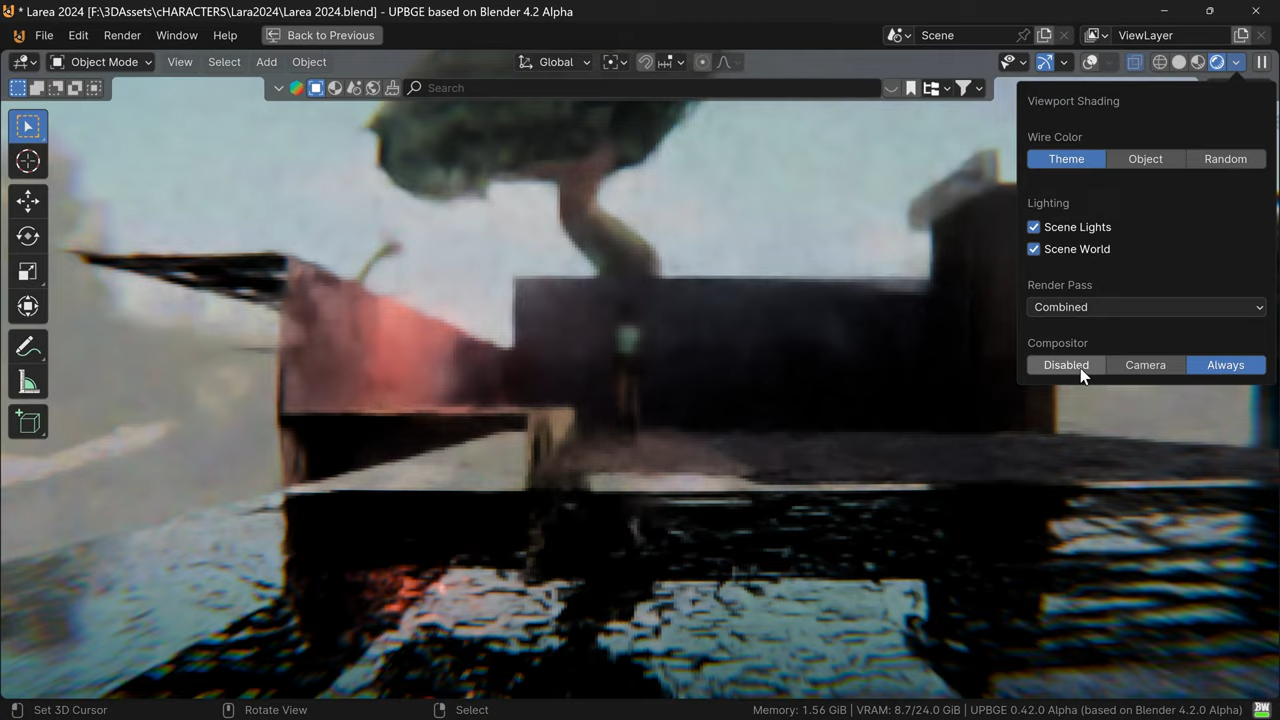 * Larea 2024 [F:\3DAssets\cHARACTERS\Lara2024\Larea 2024.blend] - UPBGE based on Blender 4.2 Alpha
File Edit Render Window Help Back to Previous Scene ViewLayer
Object Mode View Select Add Object Global
Search
Viewport Shading
Wire Color
Theme Object Random
Lighting
Scene Lights
Scene World
Render Pass
Combined
Compositor
Disabled Camera Always
Set 3D Cursor Rotate View Select Memory: 1.56 GiB | VRAM: 8.7/24.0 GiB | UPBGE 0.42.0 Alpha (based on Blender 4.2.0 Alpha) BW